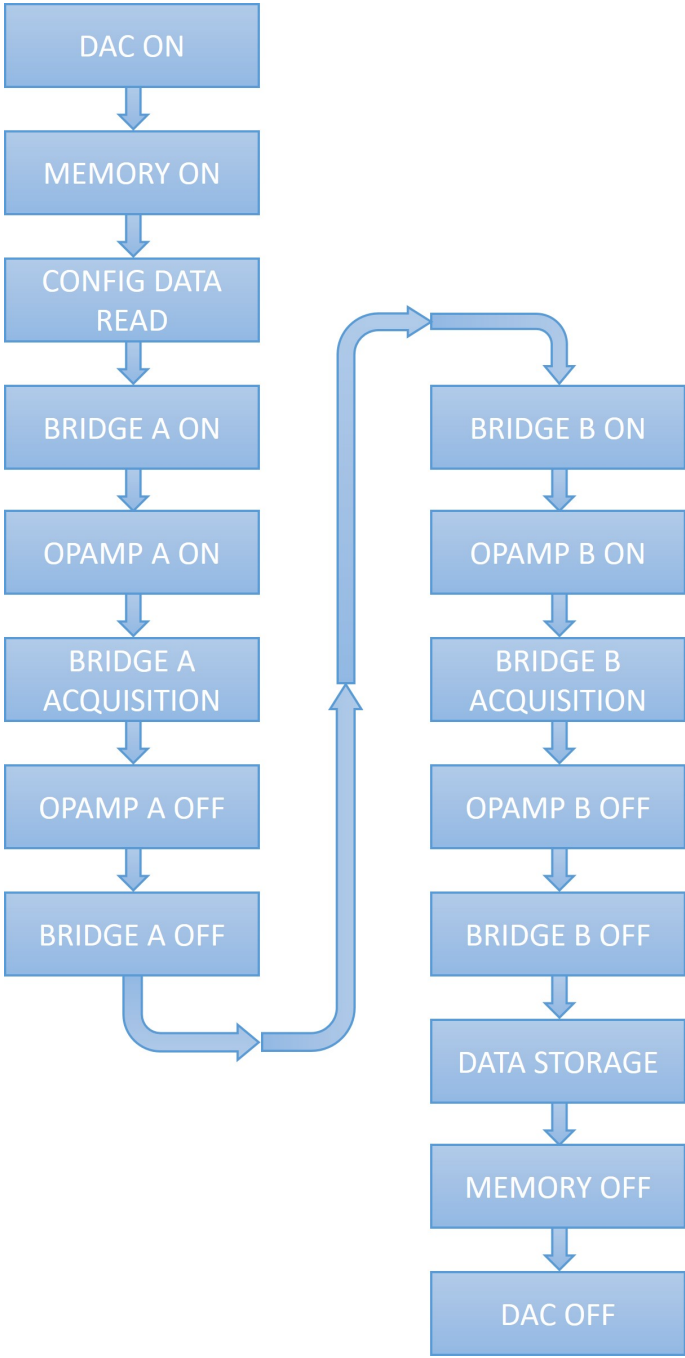 DAC ON
MEMORY ON
CONFIG DATA
READ
BRIDGE A ON
OPAMP A ON
BRIDGE A
ACQUISITION
OPAMP A OFF
BRIDGE A OFF
BRIDGE B ON
OPAMP B ON
BRIDGE B
ACQUISITION
OPAMP B OFF
BRIDGE B OFF
DATA STORAGE
MEMORY OFF
DAC OFF